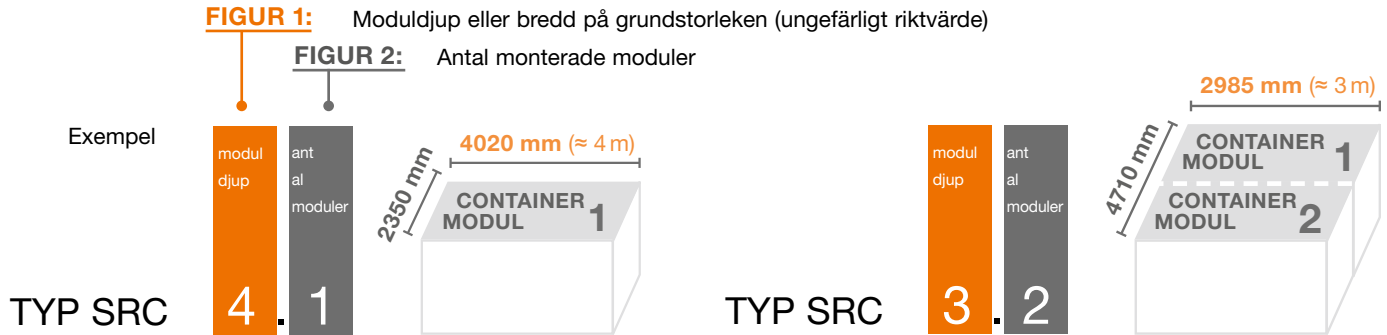 FIGUR 1: Moduldjup eller bredd på grundstorleken (ungefärligt riktvärde)
FIGUR 2: Antal monterade moduler
Exempel
TYP SRC
modul
djup
4
.
ant
al
moduler
1
4020 mm (≈ 4 m)
2350 mm
CONTAINER
MODUL 1
TYP SRC
modul
djup
3
.
ant
al
moduler
2
2985 mm (≈ 3 m)
4710 mm
CONTAINER
MODUL 1
CONTAINER
MODUL 2